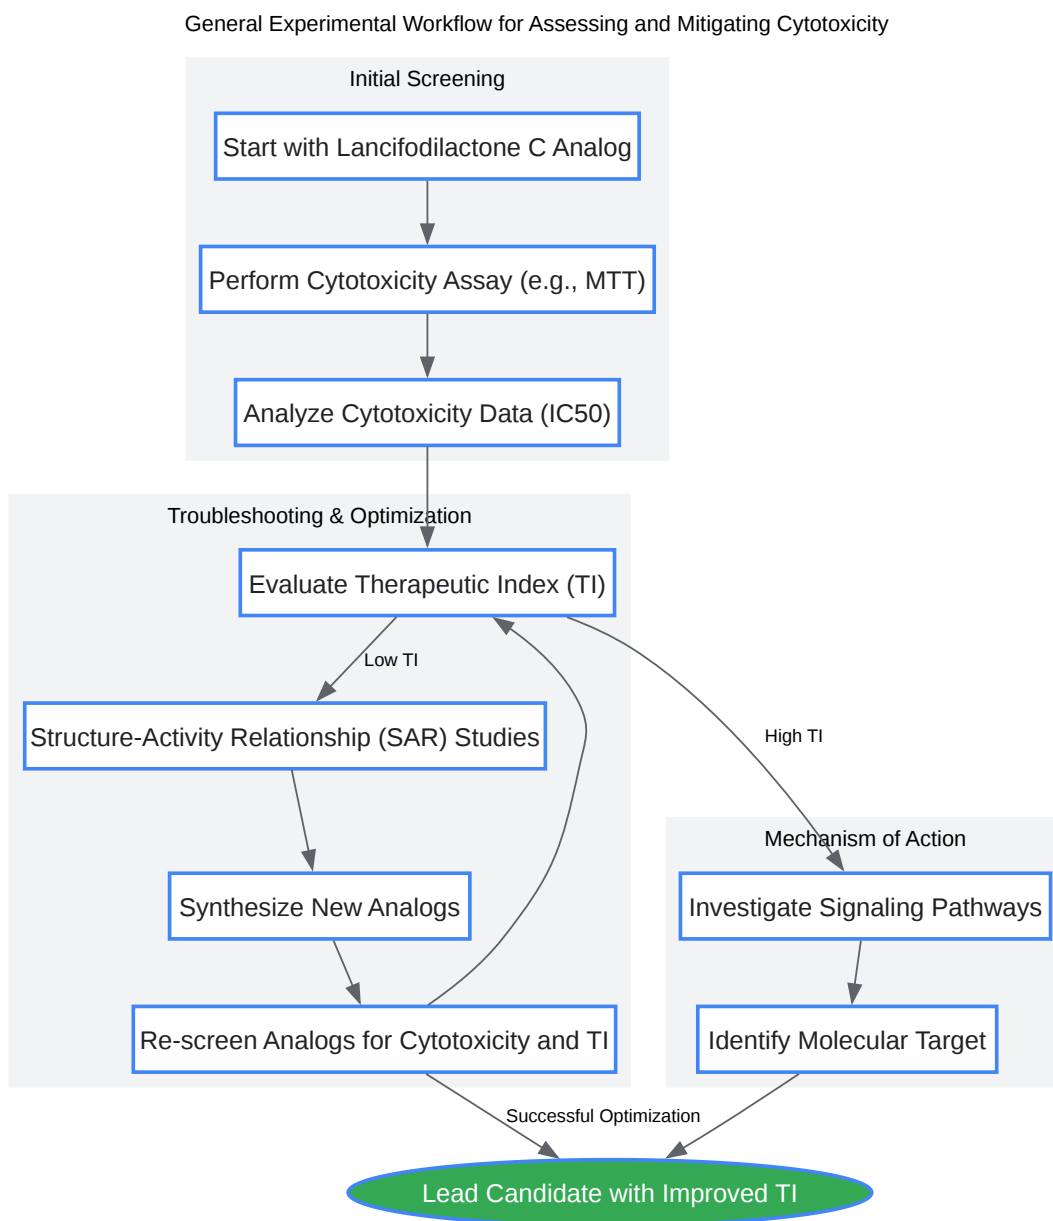 General Experimental Workflow for Assessing and Mitigating Cytotoxicity
Initial Screening
Start with Lancifodilactone C Analog
Perform Cytotoxicity Assay (e.g., MTT)
Analyze Cytotoxicity Data (IC50)
Troubleshooting & Optimization
Evaluate Therapeutic Index (TI)
Low TI
Structure-Activity Relationship (SAR) Studies
High TI
Mechanism of Action
Synthesize New Analogs
Investigate Signaling Pathways
Re-screen Analogs for Cytotoxicity and TI
Identify Molecular Target
Successful Optimization
Lead Candidate with Improved TI